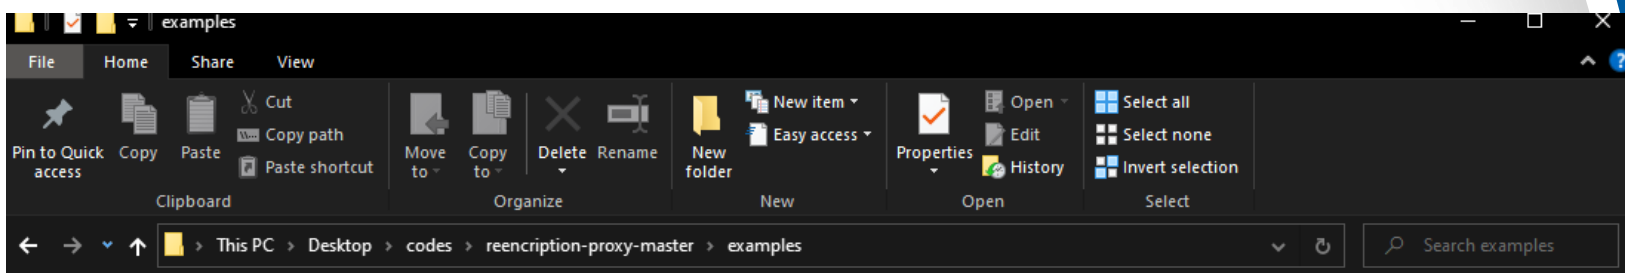 examples
File Home Share View
Pin to Quick access Copy Paste Cut
Copy path
Paste shortcut
Move to Copy to Delete Rename
New folder New item
Easy access
Properties Open
Edit
History
Select all
Select none
Invert selection
Clipboard Organize New Open Select
This PC > Desktop > codes > reencription-proxy-master > examples Search examples